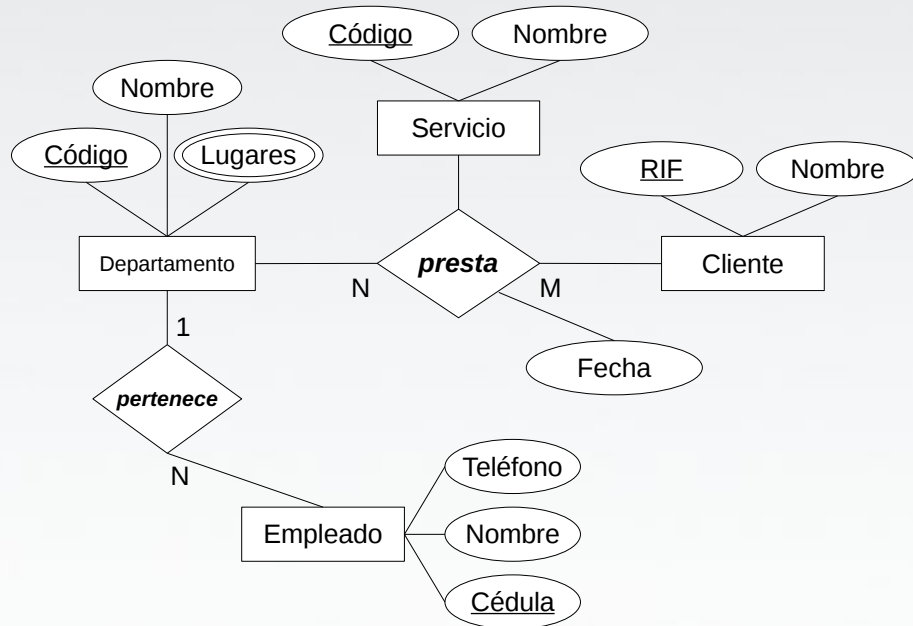 Código
Nombre
Nombre
Servicio
Código
Lugares
RIF
Nombre
Departamento
presta
Cliente
N
M
1
Fecha
pertenece
N
Teléfono
Empleado
Nombre
Cédula